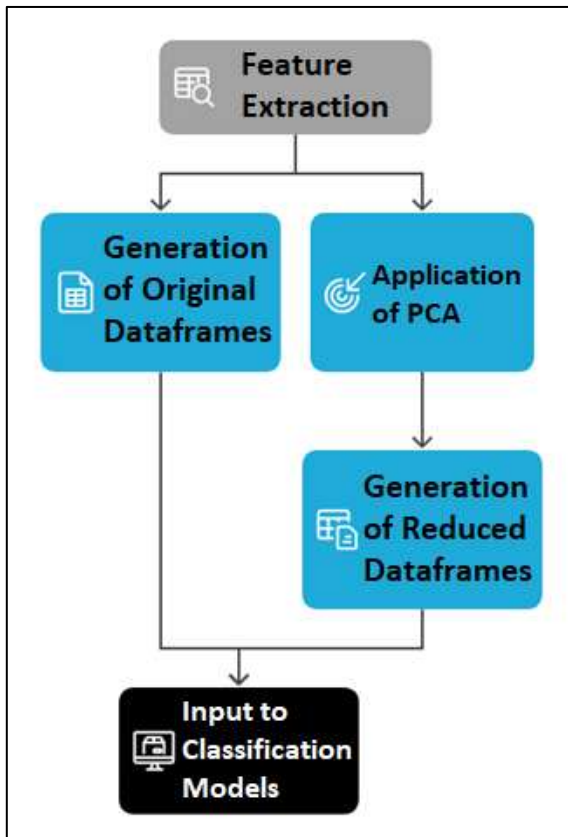 Feature
Extraction
Generation
of Original
Dataframes
Application
of PCA
Generation
of Reduced
Dataframes
Input to
Classification
Models